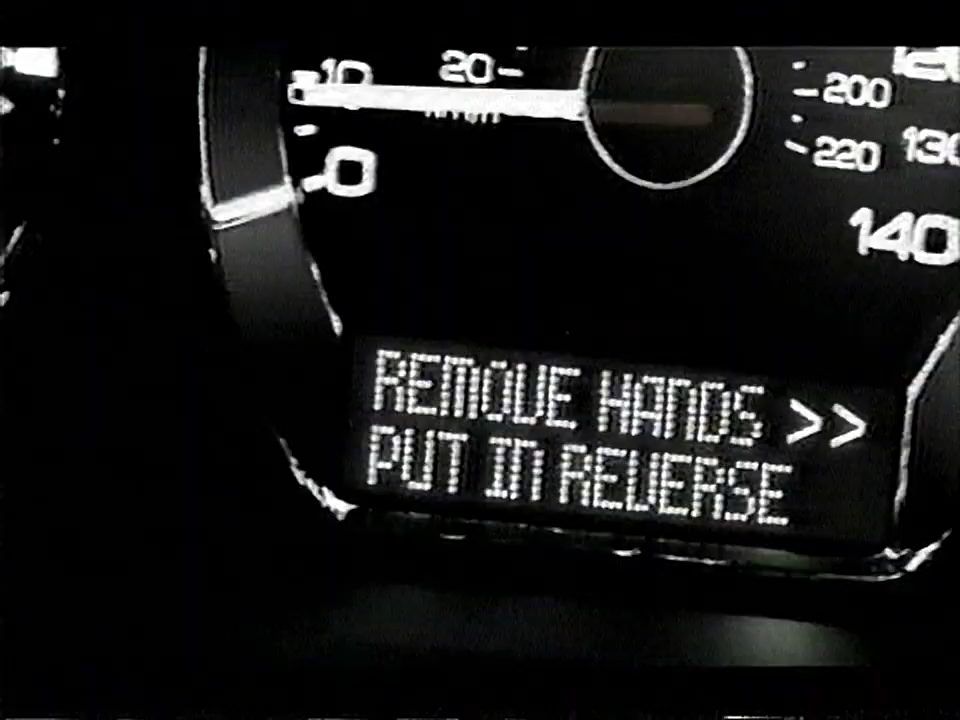 10 20
200
220 130
0
140
REMOVE HANDS >>
PUT IN REVERSE